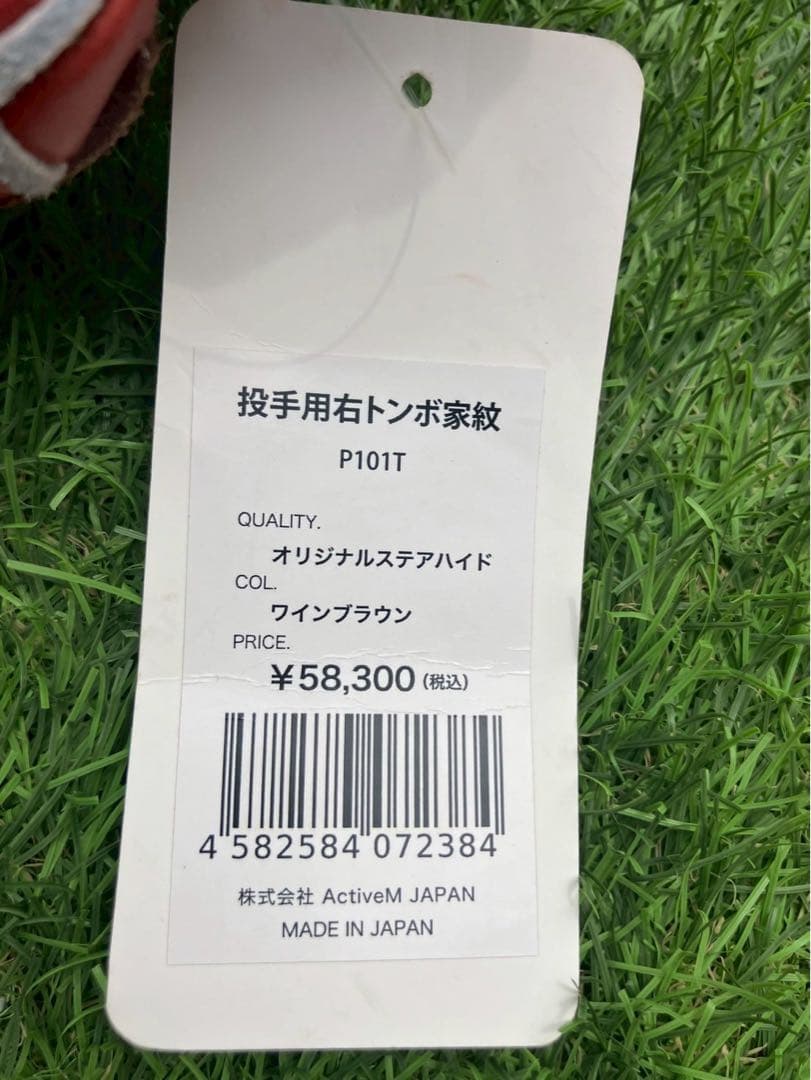 投手用右トンボ家紋
P101T
QUALITY.
オリジナルステアハイド
COL.
ワインブラウン
PRICE.
¥58,300(税込)
4 582584 072384
株式会社 ActiveM JAPAN
MADE IN JAPAN